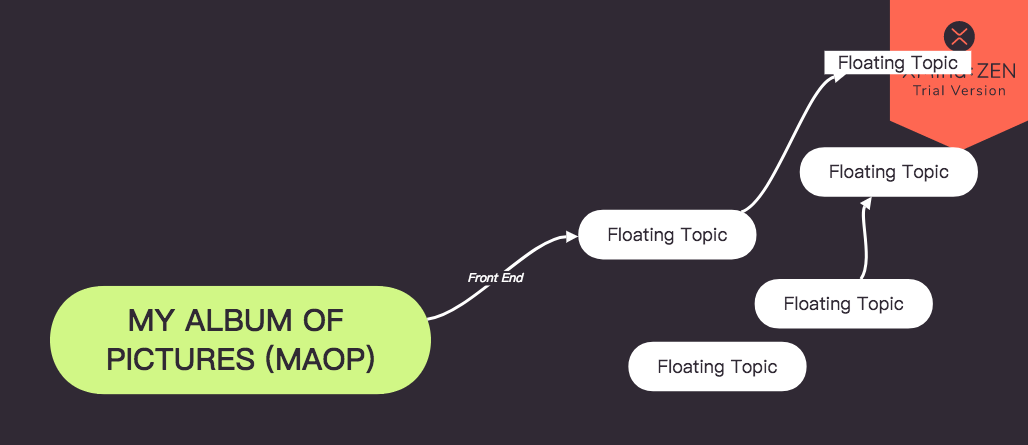 Floating Topic
ZEN
Trial Version
Floating Topic
Floating Topic
Front End
Floating Topic
MY ALBUM OF
PICTURES (MAOP)
Floating Topic